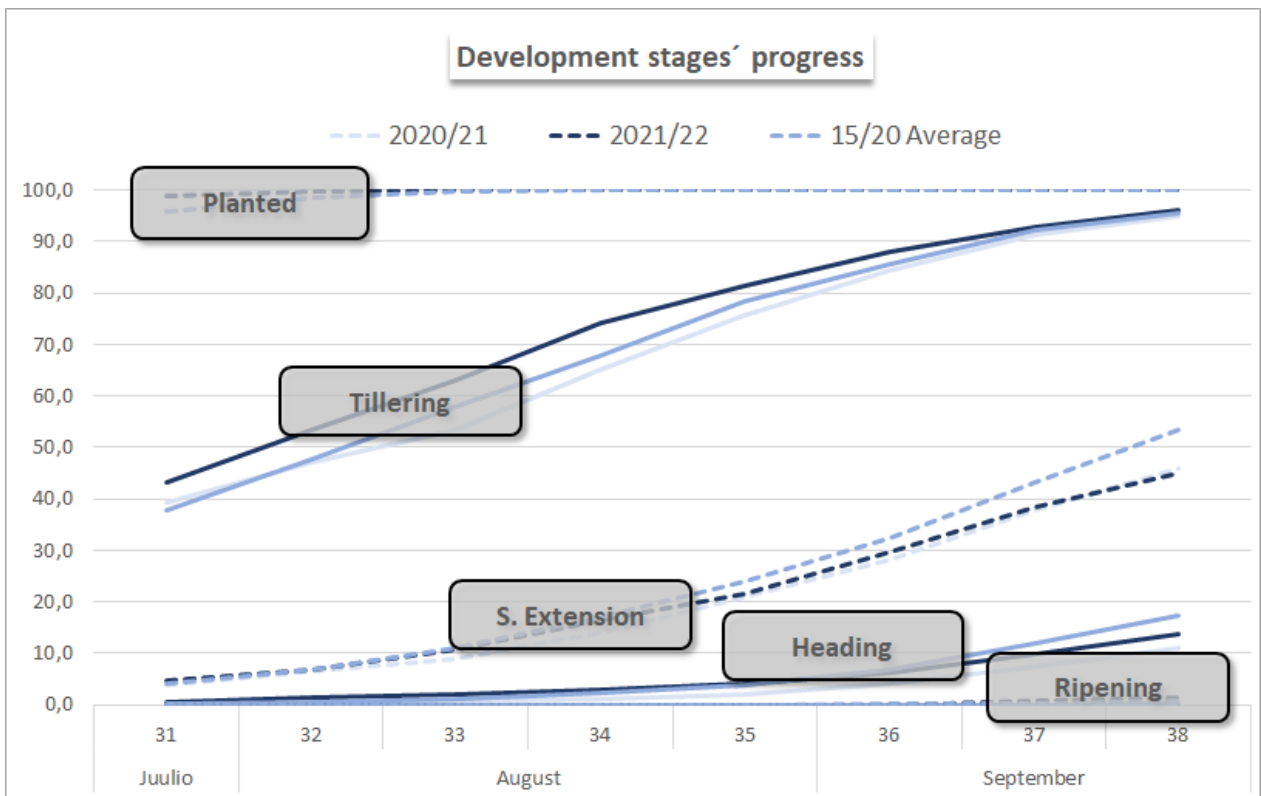 Development stages´ progress
2020/21 2021/22 15/20 Average
100,0
90,0
80,0
70,0
60,0
50,0
40,0
30,0
20,0
10,0
0,0
Planted
Tillering
S. Extension
Heading
Ripening
31 32 33 34 35 36 37 38
Juulio August September